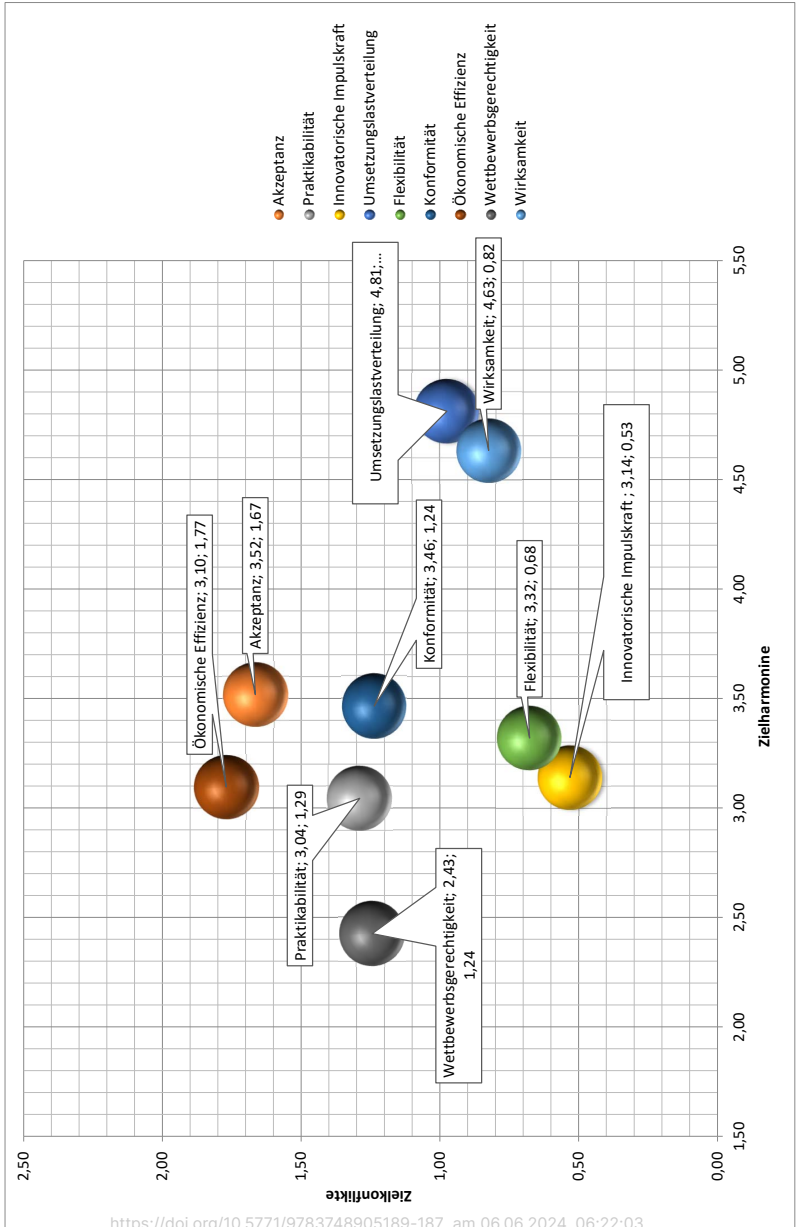 2,50
2,00
1,50
1,00
0,50
0,00
Zielkonflikte
1,50
2,00
2,50
3,00
3,50
4,00
4,50
5,00
5,50
Zielharmonine
Ökonomische Effizienz; 3,10; 1,77
Akzeptanz; 3,52; 1,67
Praktikabilität; 3,04; 1,29
Konformität; 3,46; 1,24
Wettbewerbsgerechtigkeit; 2,43;
1,24
Umsetzungslastverteilung; 4,81;...
Wirksamkeit; 4,63; 0,82
Flexibilität; 3,32; 0,68
Innovatorische Impulskraft ; 3,14; 0,53
Akzeptanz
Praktikabilität
Innovatorische Impulskraft
Umsetzungslastverteilung
Flexibilität
Konformität
Ökonomische Effizienz
Wettbewerbsgerechtigkeit
Wirksamkeit
https://doi.org/10.5771/9783748905189-187, am 06.06.2024, 06:22:03